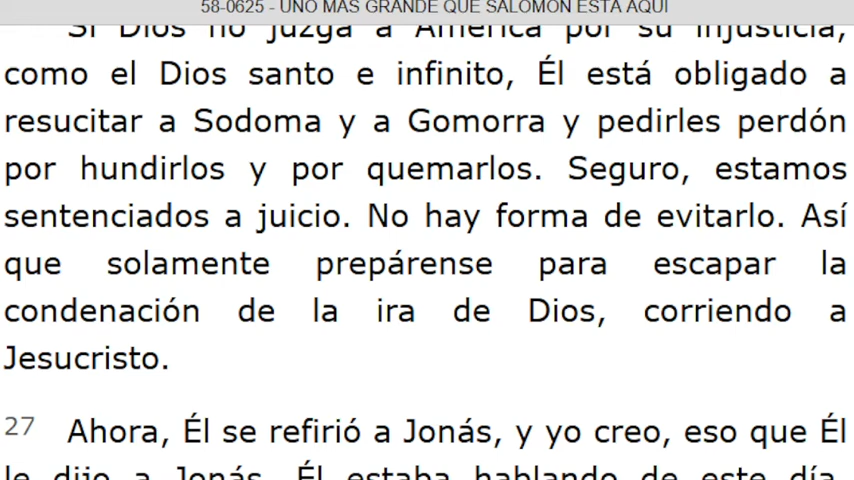 58-0625 - UNO MAS GRANDE QUE SALOMON ESTA AQUI
Si Dios no juzga a América por su injusticia,
como el Dios santo e infinito, Él está obligado a
resucitar a Sodoma y a Gomorra y pedirles perdón
por hundirlos y por quemarlos. Seguro, estamos
sentenciados a juicio. No hay forma de evitarlo. Así
que solamente prepárense para escapar la
condenación de la ira de Dios, corriendo a
Jesucristo.
27 Ahora, Él se refirió a Jonás, y yo creo, eso que Él
le dijo a Jonás, Él estaba hablando de este día,